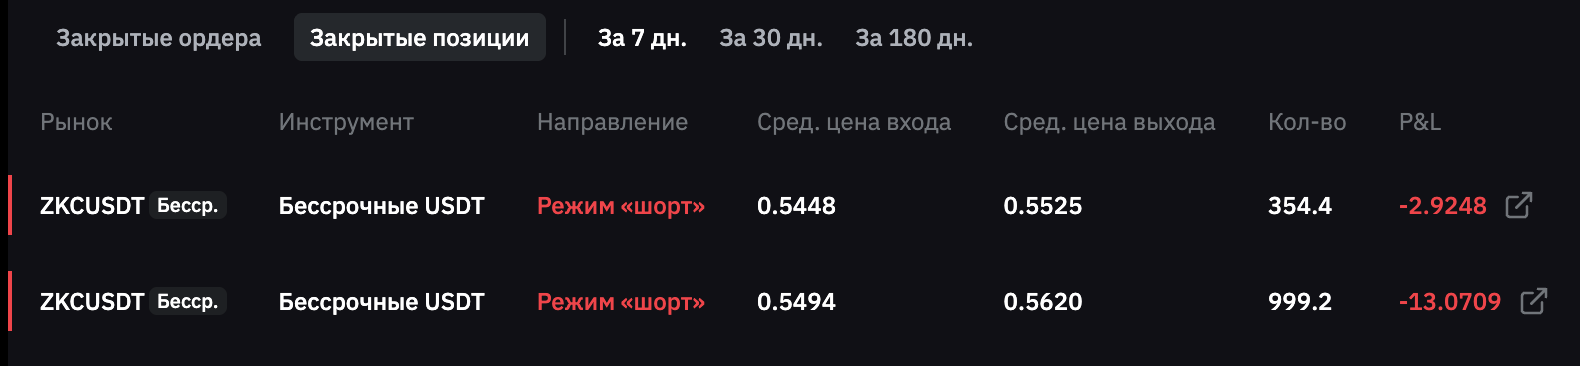 Закрытые ордера Закрытые позиции За 7 дн. За 30 дн. За 180 дн.
Рынок Инструмент Направление Сред. цена входа Сред. цена выхода Кол-во P&L
ZKCUSDT Бесср. Бессрочные USDT Режим «шорт» 0.5448 0.5525 354.4 -2.9248
ZKCUSDT Бесср. Бессрочные USDT Режим «шорт» 0.5494 0.5620 999.2 -13.0709